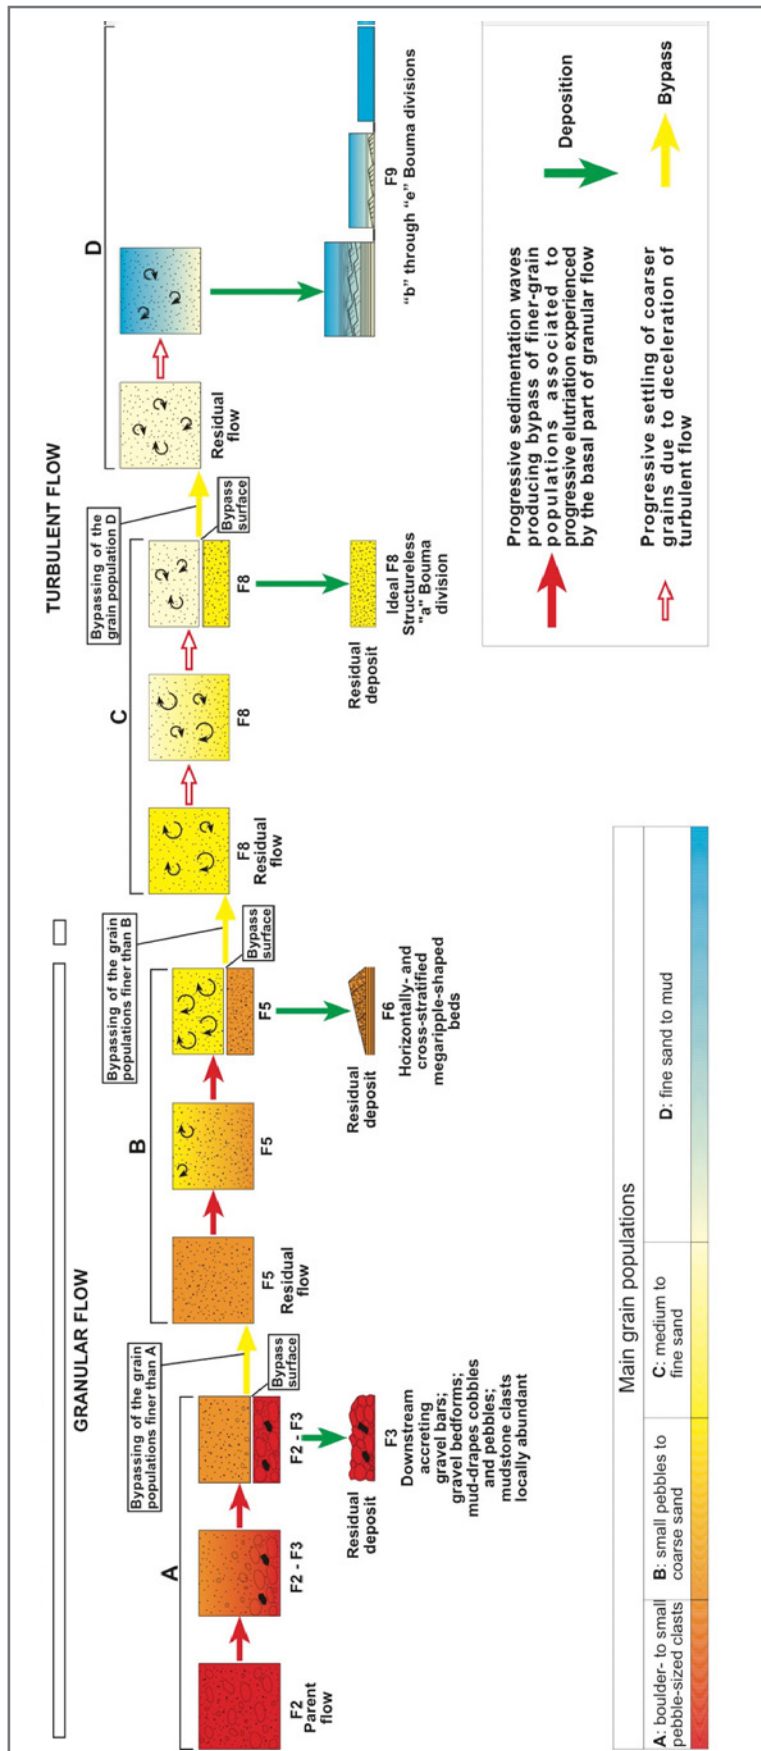 GRANULAR FLOW
TURBULENT FLOW
A
B
C
D
Bypassing of the grain
populations finer than A
Bypass
surface
Bypassing of the grain
populations finer than B
Bypass
surface
Bypassing of the
grain population D
Bypass
surface
F2
Parent
flow
F2 - F3
F2 - F3
F5
Residual
flow
F5
F5
F8
Residual
flow
F8
F8
Residual
flow
Residual
deposit
F3
Downstream
accreting
gravel bars;
gravel bedforms;
mud-drapes cobbles
and pebbles;
mudstone clasts
locally abundant
Residual
deposit
F6
Horizontally- and
cross-stratified
megaripple-shaped
beds
Residual
deposit
Ideal F8
Structureless
"a" Bouma
division
F9
"b" through "e" Bouma divisions
Main grain populations
A: boulder- to small
pebble-sized clasts
B: small pebbles to
coarse sand
C: medium to
fine sand
D: fine sand to mud
Progressive sedimentation waves
producing bypass of finer-grain
populations associated to
progressive elutriation experienced
by the basal part of granular flow
Progressive settling of coarser
grains due to deceleration of
turbulent flow
Deposition
Bypass